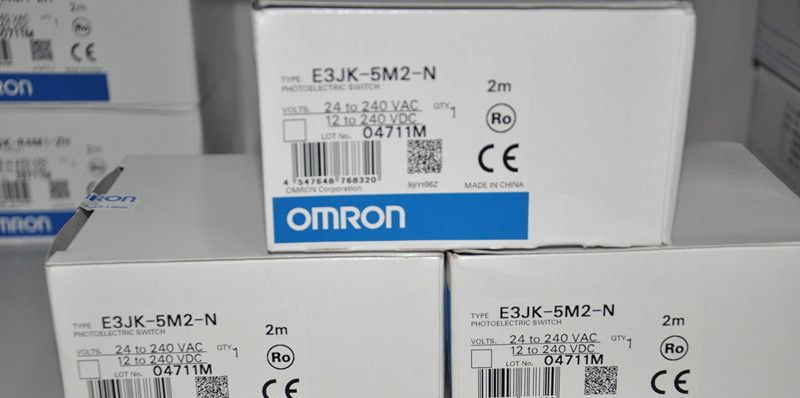 TYPE E3JK-5M2-N 2m
PHOTOELECTRIC SWITCH
VOLTS. 24 to 240 VAC QTY. 1
12 to 240 VDC Ro
LOT No. 04711M
CE
4 547648 768320
OMRON Corporation 9jiYt86Z MADE IN CHINA
OMRON
TYPE E3JK-5M2-N 2m
PHOTOELECTRIC SWITCH
VOLTS. 24 to 240 VAC QTY. 1
12 to 240 VDC Ro
LOT No. 04711M
CE
TYPE E3JK-5M2-N 2m
PHOTOELECTRIC SWITCH
VOLTS. 24 to 240 VAC QTY. 1
12 to 240 VDC Ro
LOT No. 04711M
CE
2m
Ro
04711M CE
RON
OMRON